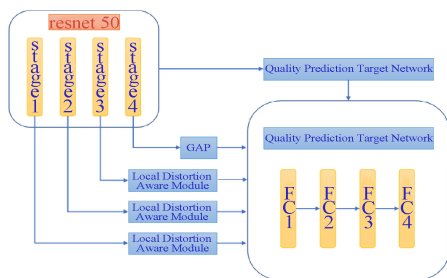 resnet 50
stage1
stage2
stage3
stage4
Quality Prediction Target Network
GAP
Quality Prediction Target Network
Local Distortion
Aware Module
Local Distortion
Aware Module
Local Distortion
Aware Module
FC1
FC2
FC3
FC4